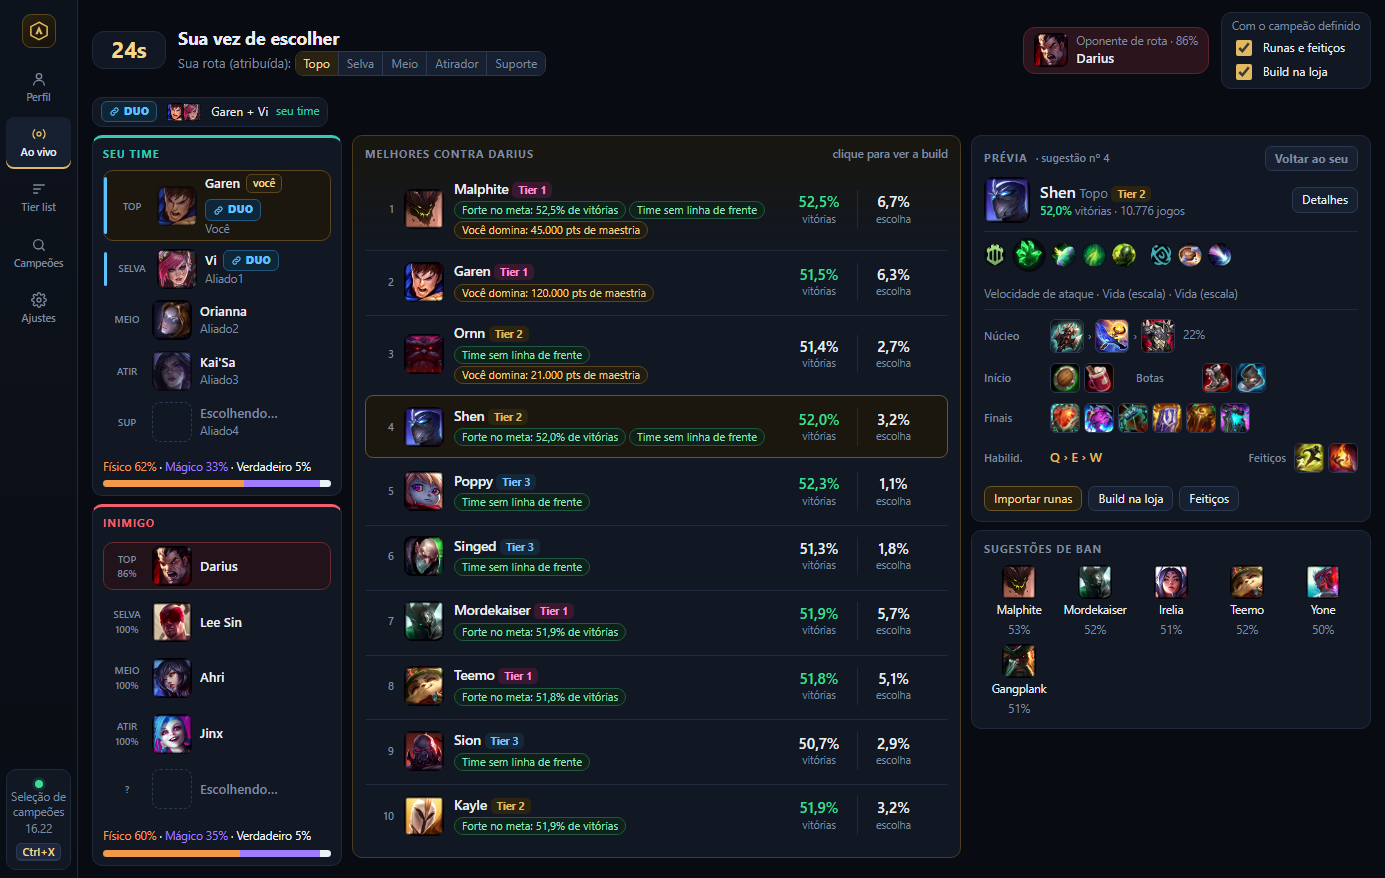 Perfil
Ao vivo
Tier list
Campeões
Ajustes
Seleção de
campeões
16.22
Ctrl+X
24s
Sua vez de escolher
Sua rota (atribuída): Topo Selva Meio Atirador Suporte
Oponente de rota · 86%
Darius
Com o campeão definido
Runas e feitiços
Build na loja
DUO Garen + Vi seu time
SEU TIME
TOP Garen você
DUO
Você
SELVA Vi DUO
Aliado1
MEIO Orianna
Aliado2
ATIR Kai'Sa
Aliado3
SUP Escolhendo...
Aliado4
Físico 62% · Mágico 33% · Verdadeiro 5%
INIMIGO
TOP
86%
Darius
SELVA
100%
Lee Sin
MEIO
100%
Ahri
ATIR
100%
Jinx
? Escolhendo...
Físico 60% · Mágico 35% · Verdadeiro 5%
MELHORES CONTRA DARIUS clique para ver a build
1 Malphite Tier 1
Forte no meta: 52,5% de vitórias Time sem linha de frente
Você domina: 45.000 pts de maestria
52,5% vitórias
6,7% escolha
2 Garen Tier 1
Você domina: 120.000 pts de maestria
51,5% vitórias
6,3% escolha
3 Ornn Tier 2
Time sem linha de frente
Você domina: 21.000 pts de maestria
51,4% vitórias
2,7% escolha
4 Shen Tier 2
Forte no meta: 52,0% de vitórias Time sem linha de frente
52,0% vitórias
3,2% escolha
5 Poppy Tier 3
Time sem linha de frente
52,3% vitórias
1,1% escolha
6 Singed Tier 3
Time sem linha de frente
51,3% vitórias
1,8% escolha
7 Mordekaiser Tier 1
Forte no meta: 51,9% de vitórias
51,9% vitórias
5,7% escolha
8 Teemo Tier 1
Forte no meta: 51,8% de vitórias
51,8% vitórias
5,1% escolha
9 Sion Tier 3
Time sem linha de frente
50,7% vitórias
2,9% escolha
10 Kayle Tier 2
Forte no meta: 51,9% de vitórias
51,9% vitórias
3,2% escolha
PRÉVIA · sugestão nº 4 Voltar ao seu
Shen Topo Tier 2
52,0% vitórias · 10.776 jogos
Detalhes
Velocidade de ataque · Vida (escala) · Vida (escala)
Núcleo › › 22%
Início Botas
Finais
Habilid. Q › E › W Feitiços
Importar runas Build na loja Feitiços
SUGESTÕES DE BAN
Malphite Mordekaiser Irelia Teemo Yone
53% 52% 51% 52% 50%
Gangplank
51%